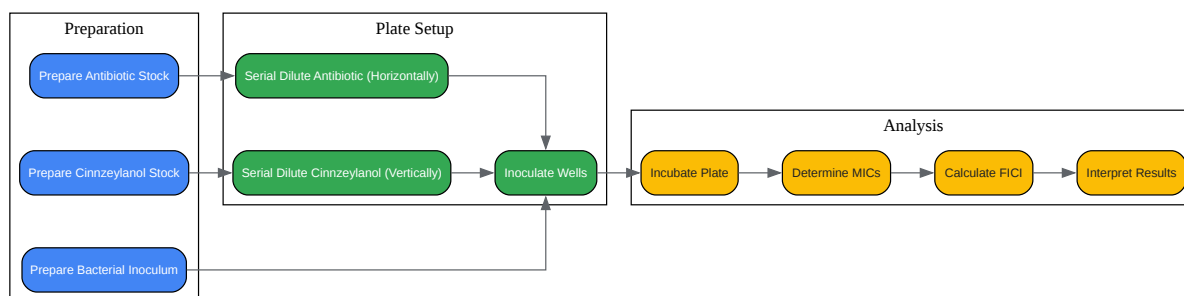 Preparation
Prepare Antibiotic Stock
Prepare Cinnzeylanol Stock
Prepare Bacterial Inoculum
Plate Setup
Serial Dilute Antibiotic (Horizontally)
Serial Dilute Cinnzeylanol (Vertically)
Inoculate Wells
Analysis
Incubate Plate
Determine MICs
Calculate FICI
Interpret Results